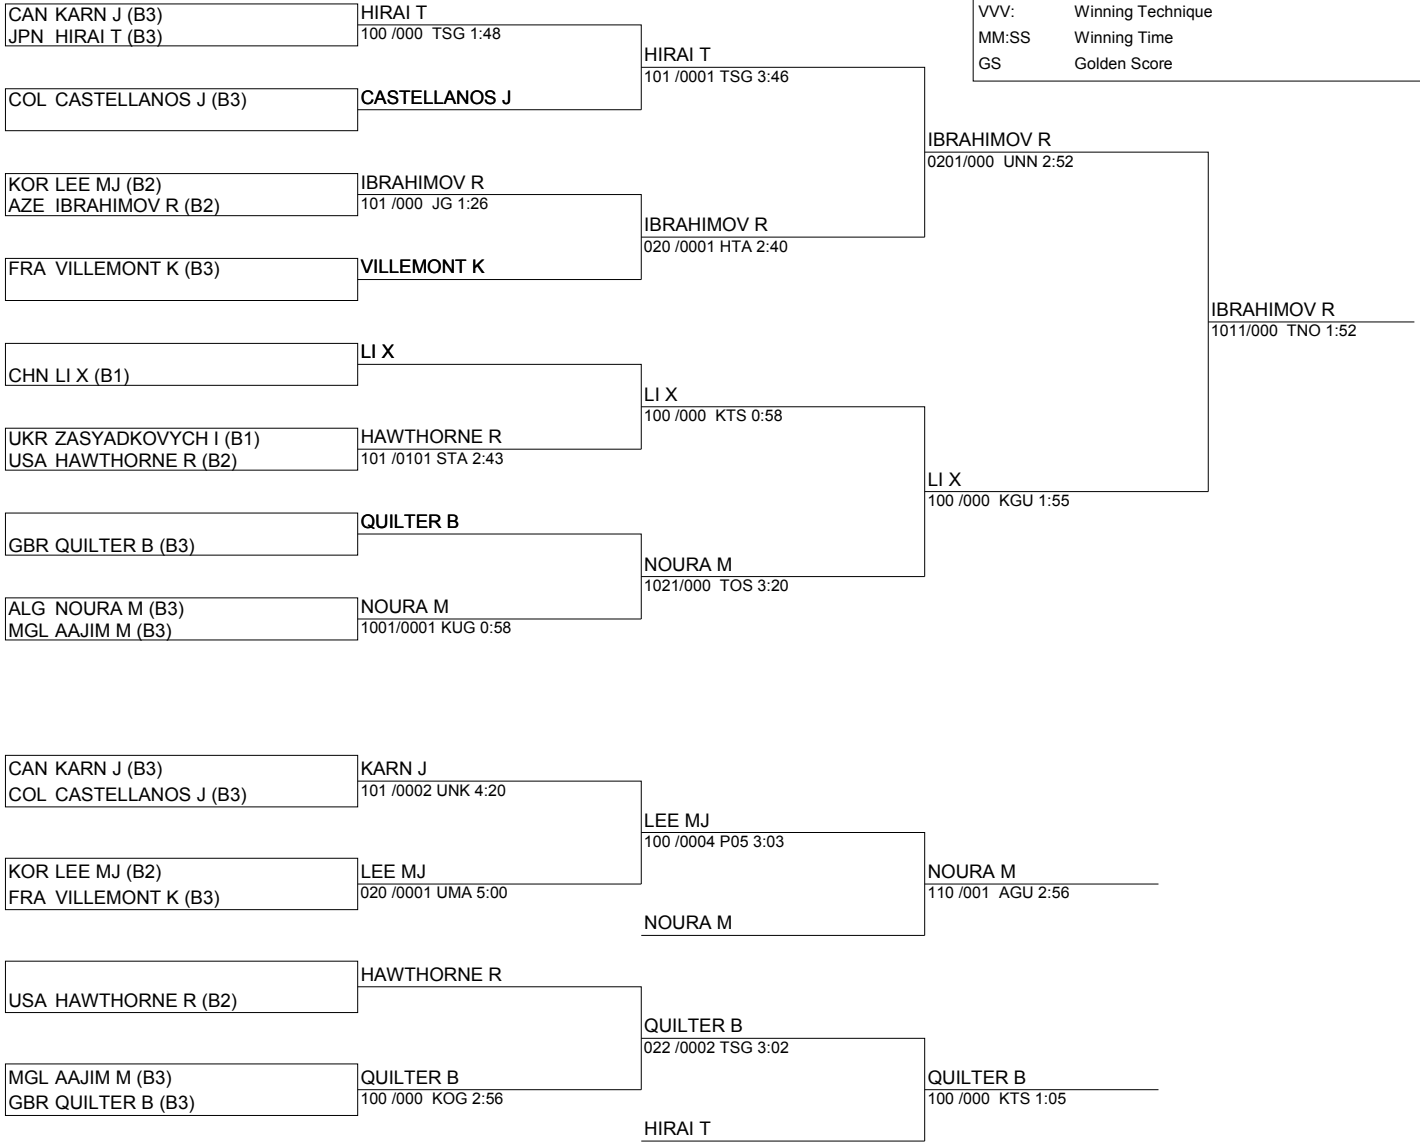 VVV: Winning Technique
MM:SS Winning Time
GS Golden Score
CAN KARN J (B3)
JPN HIRAI T (B3)
HIRAI T
100 /000 TSG 1:48
HIRAI T
101 /0001 TSG 3:46
COL CASTELLANOS J (B3)
CASTELLANOS J
IBRAHIMOV R
0201/000 UNN 2:52
KOR LEE MJ (B2)
AZE IBRAHIMOV R (B2)
IBRAHIMOV R
101 /000 JG 1:26
IBRAHIMOV R
020 /0001 HTA 2:40
FRA VILLEMONT K (B3)
VILLEMONT K
IBRAHIMOV R
1011/000 TNO 1:52
CHN LI X (B1)
LI X
LI X
100 /000 KTS 0:58
UKR ZASYADKOVYCH I (B1)
USA HAWTHORNE R (B2)
HAWTHORNE R
101 /0101 STA 2:43
LI X
100 /000 KGU 1:55
GBR QUILTER B (B3)
QUILTER B
NOURA M
1021/000 TOS 3:20
ALG NOURA M (B3)
MGL AAJIM M (B3)
NOURA M
1001/0001 KUG 0:58
CAN KARN J (B3)
COL CASTELLANOS J (B3)
KARN J
101 /0002 UNK 4:20
LEE MJ
100 /0004 P05 3:03
KOR LEE MJ (B2)
FRA VILLEMONT K (B3)
LEE MJ
020 /0001 UMA 5:00
NOURA M
110 /001 AGU 2:56
NOURA M
USA HAWTHORNE R (B2)
HAWTHORNE R
QUILTER B
022 /0002 TSG 3:02
MGL AAJIM M (B3)
GBR QUILTER B (B3)
QUILTER B
100 /000 KOG 2:56
QUILTER B
100 /000 KTS 1:05
HIRAI T